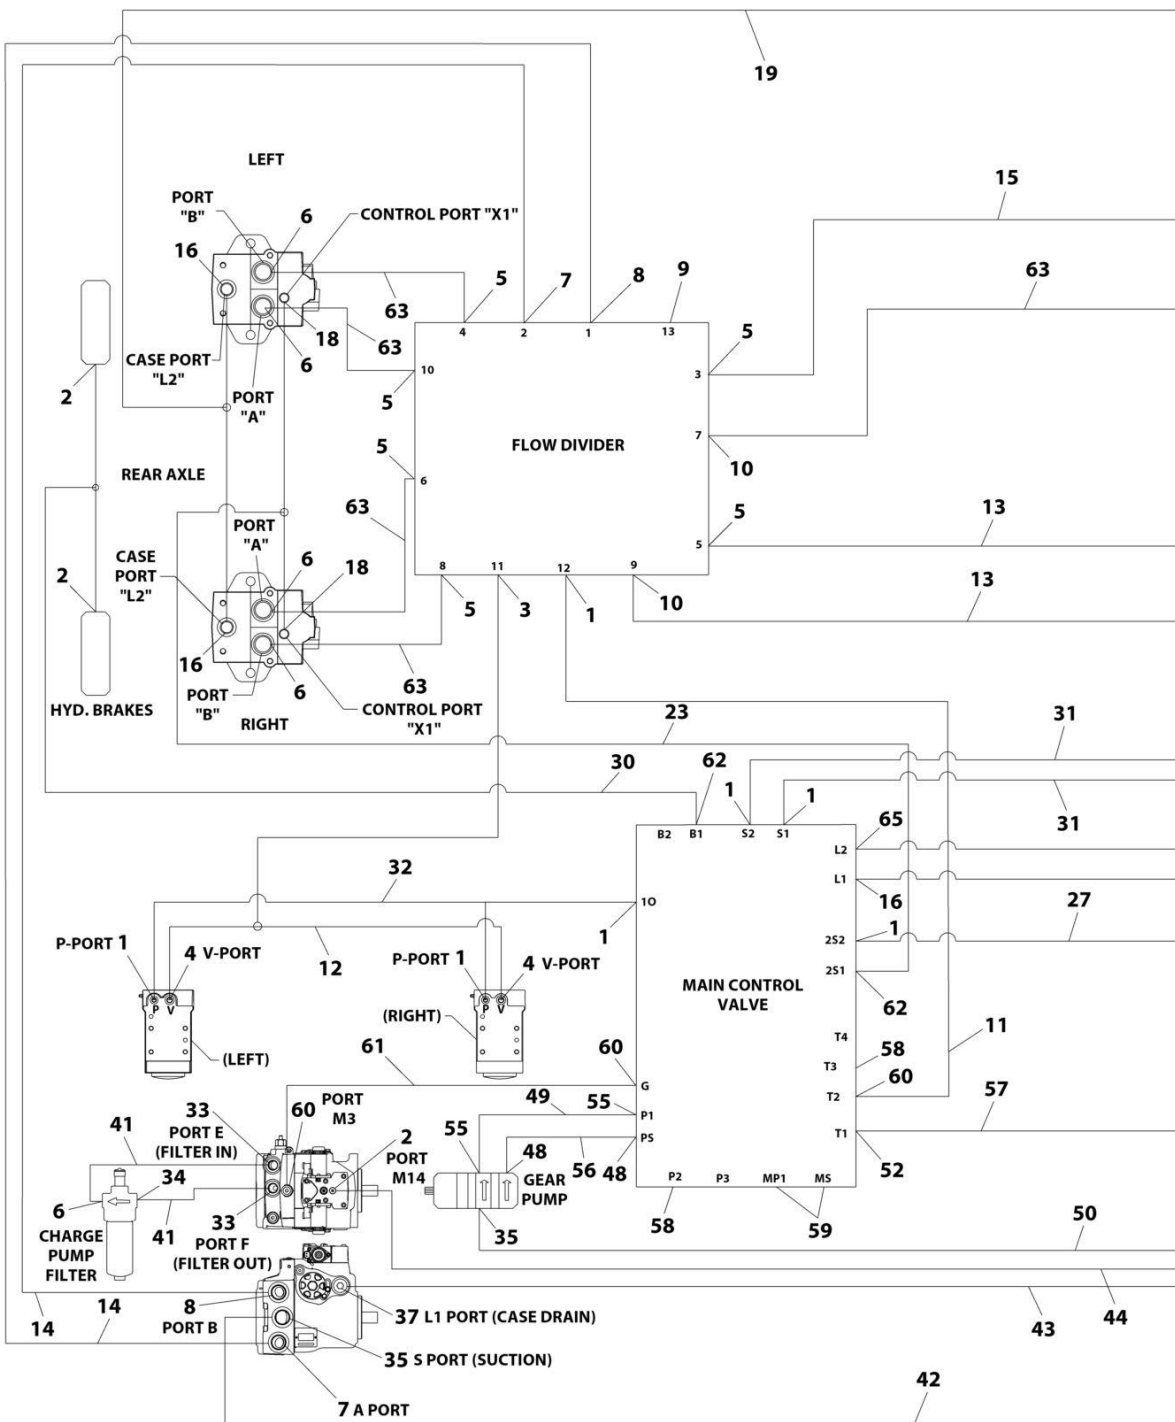 19
LEFT
15
PORT
"B"
6
CONTROL PORT "X1"
16
63
5
7
8
9
63
18
63
4
2
1
13
5
CASE PORT
"L2"
6
10
3
2
PORT
"A"
5
7
FLOW DIVIDER
10
REAR AXLE
5
6
63
5
13
PORT
"A"
5
CASE
PORT
"L2"
6
18
8
11
12
9
2
5
3
1
10
13
16
6
63
PORT
"B"
CONTROL PORT
"X1"
HYD. BRAKES
RIGHT
23
31
62
30
1
1
B2
B1
S2
S1
31
65
L2
L1
32
16
27
1O
1
2S2
P-PORT 1
4 V-PORT
12
1
P-PORT 1
4 V-PORT
2S1
MAIN CONTROL
VALVE
62
P V
P V
11
(RIGHT)
(LEFT)
T4
58
61
60
T3
60
G
T2
PORT
M3
49
55
P1
57
33
60
41
PORT E
(FILTER IN)
2
PORT
M14
55
48
56
PS
48
T1
52
34
GEAR
PUMP
P2
P3
MP1
MS
6
41
33
35
58
59
50
CHARGE
PUMP
FILTER
PORT F
(FILTER OUT)
14
14
8
PORT B
37 L1 PORT (CASE DRAIN)
43
44
35 S PORT (SUCTION)
42
7 A PORT